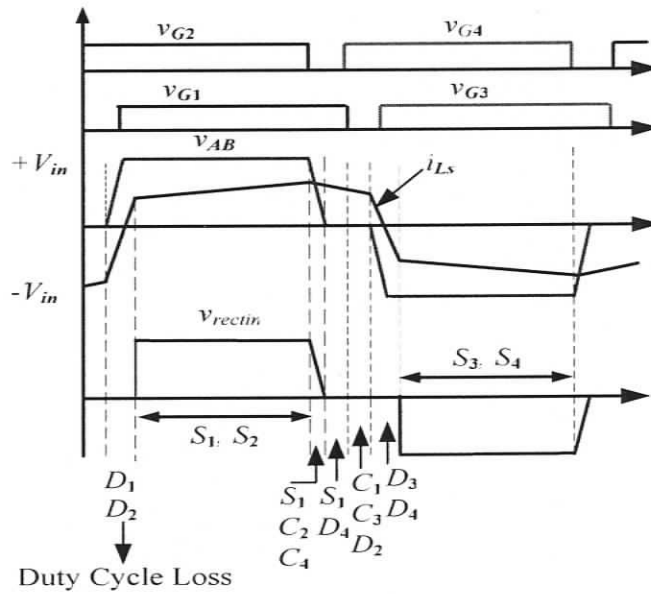 vG2
vG4
vG1
vG3
+Vin
vAB
iLs
-Vin
vrectin
S3, S4
S1, S2
D1
D2
S1
C2
C4
S1
D4
C1
C3
D2
D3
D4
Duty Cycle Loss